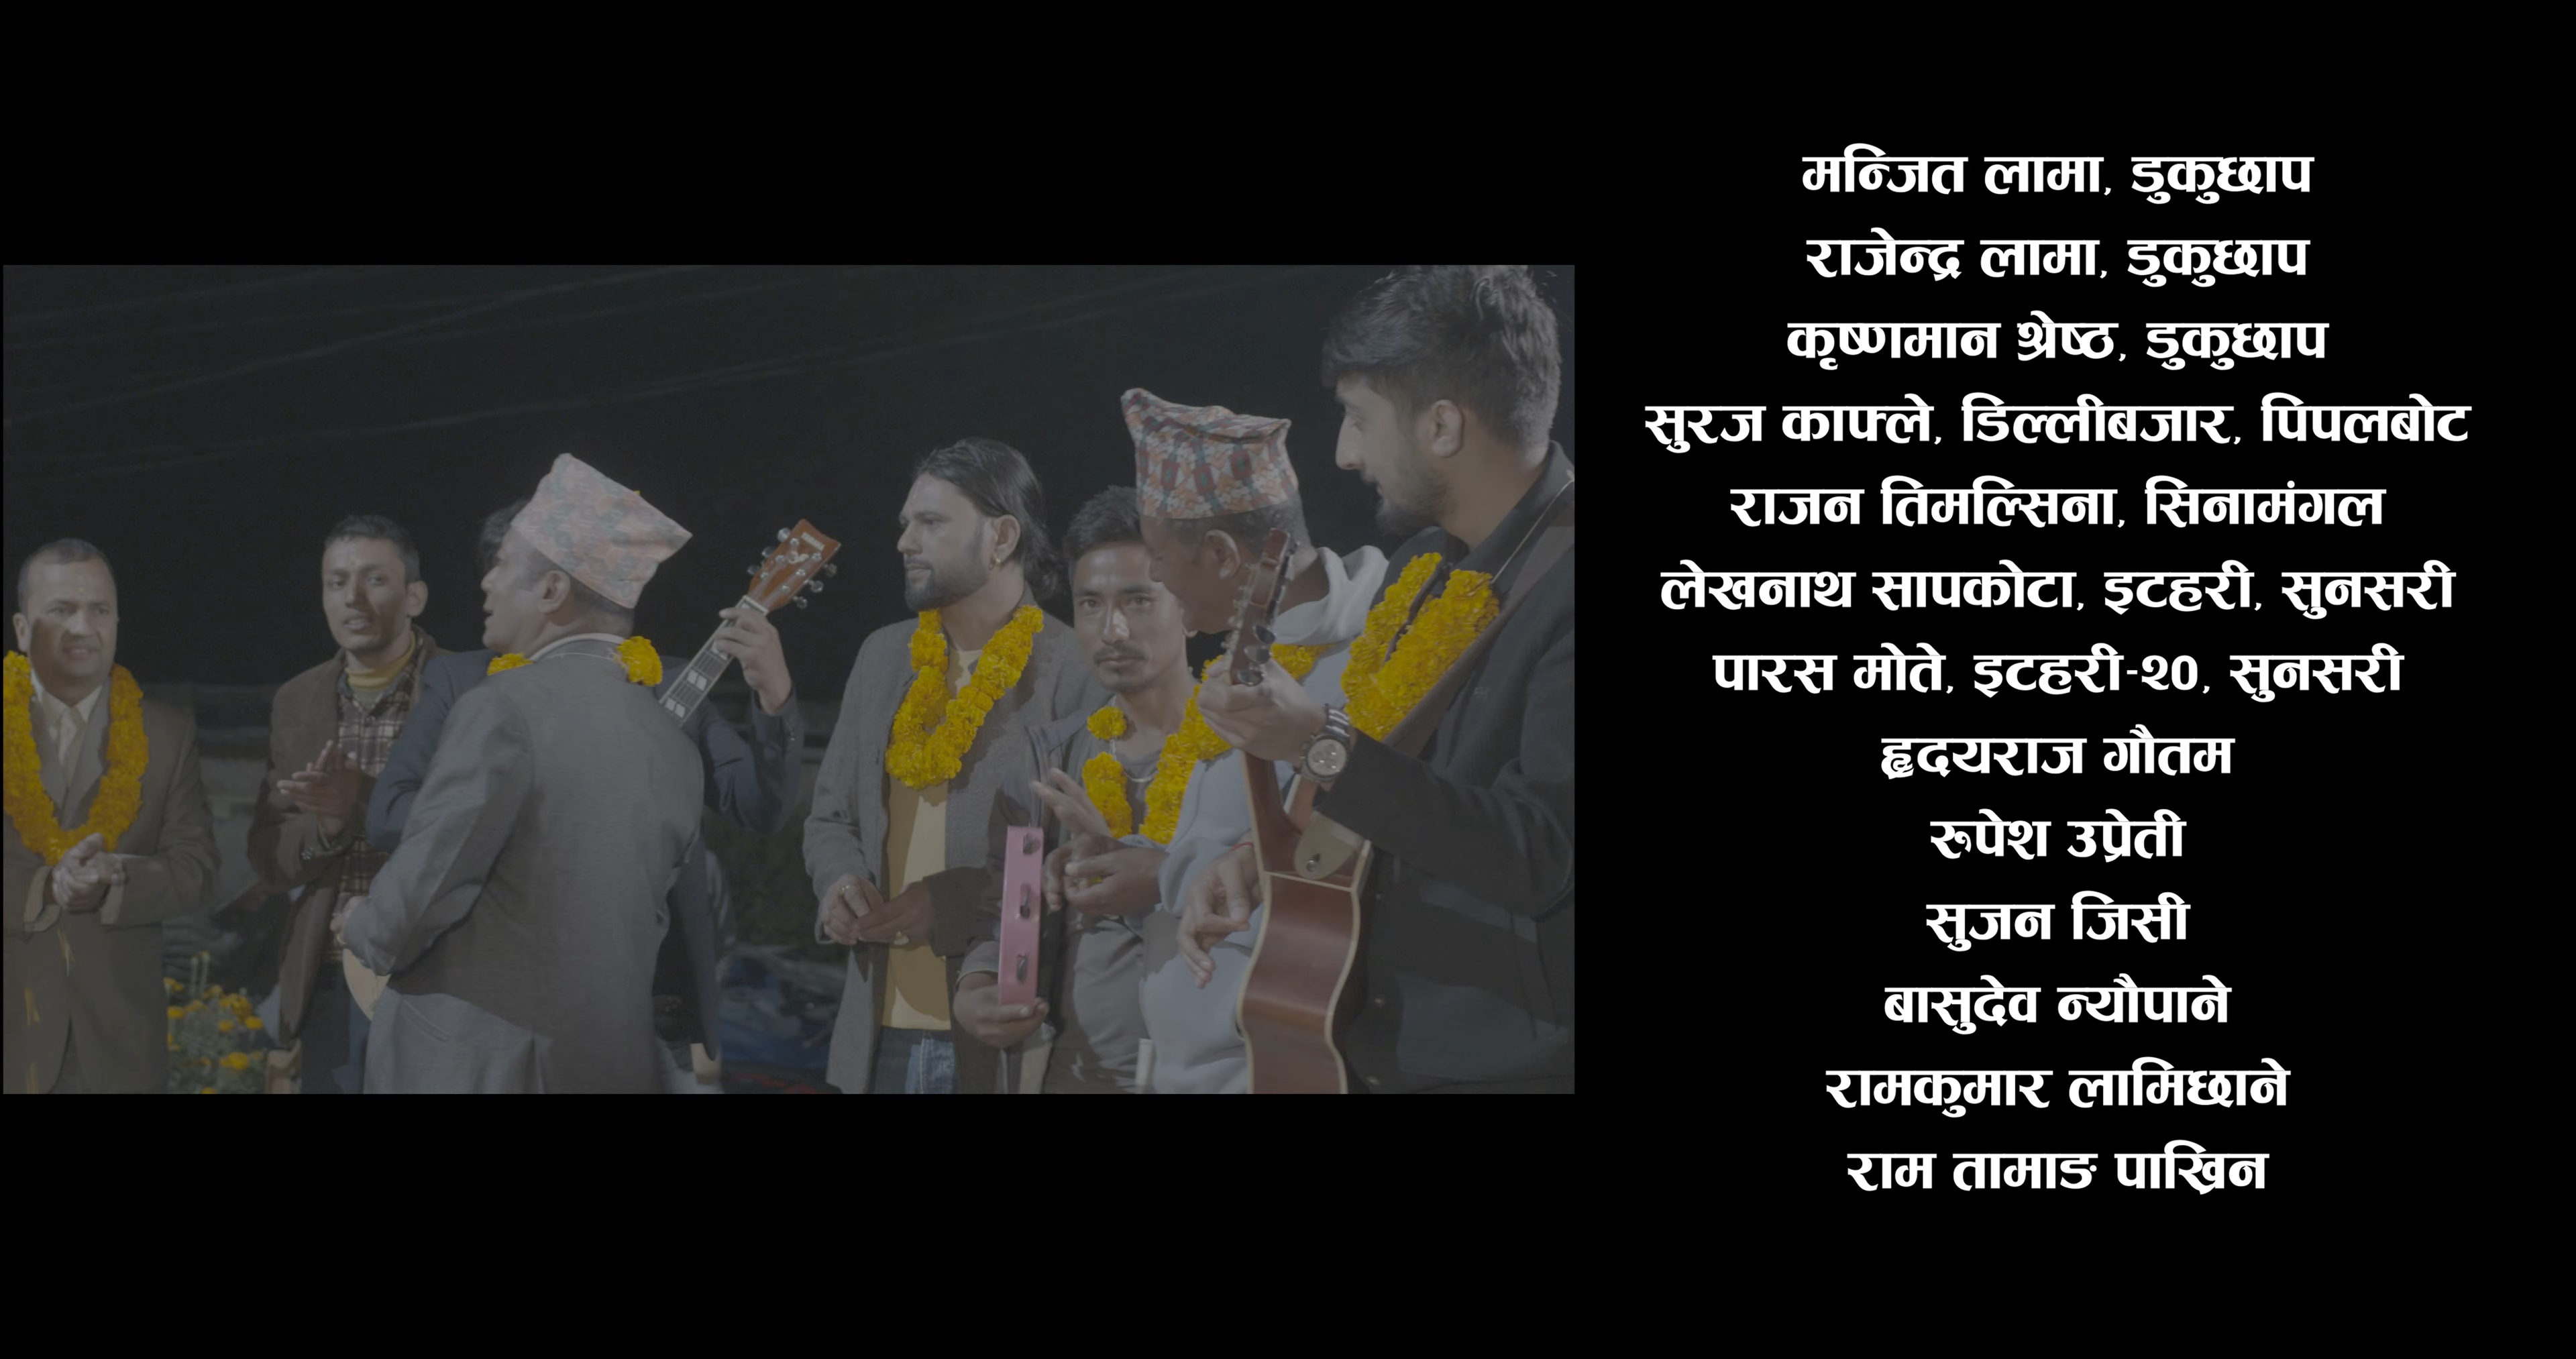 मन्जित लामा, डुकुछाप
राजेन्द्र लामा, डुकुछाप
कृष्णमान श्रेष्ठ, डुकुछाप
सुरज काफ्ले, डिल्लीबजार, पिपलबोट
राजन तिमल्सिना, सिनामंगल
लेखनाथ सापकोटा, इटहरी, सुनसरी
पारस मोते, इटहरी-२०, सुनसरी
हृदयराज गौतम
रुपेश उप्रेती
सुजन जिसी
बासुदेव न्यौपाने
रामकुमार लामिछाने
राम तामाङ पाख्रिन